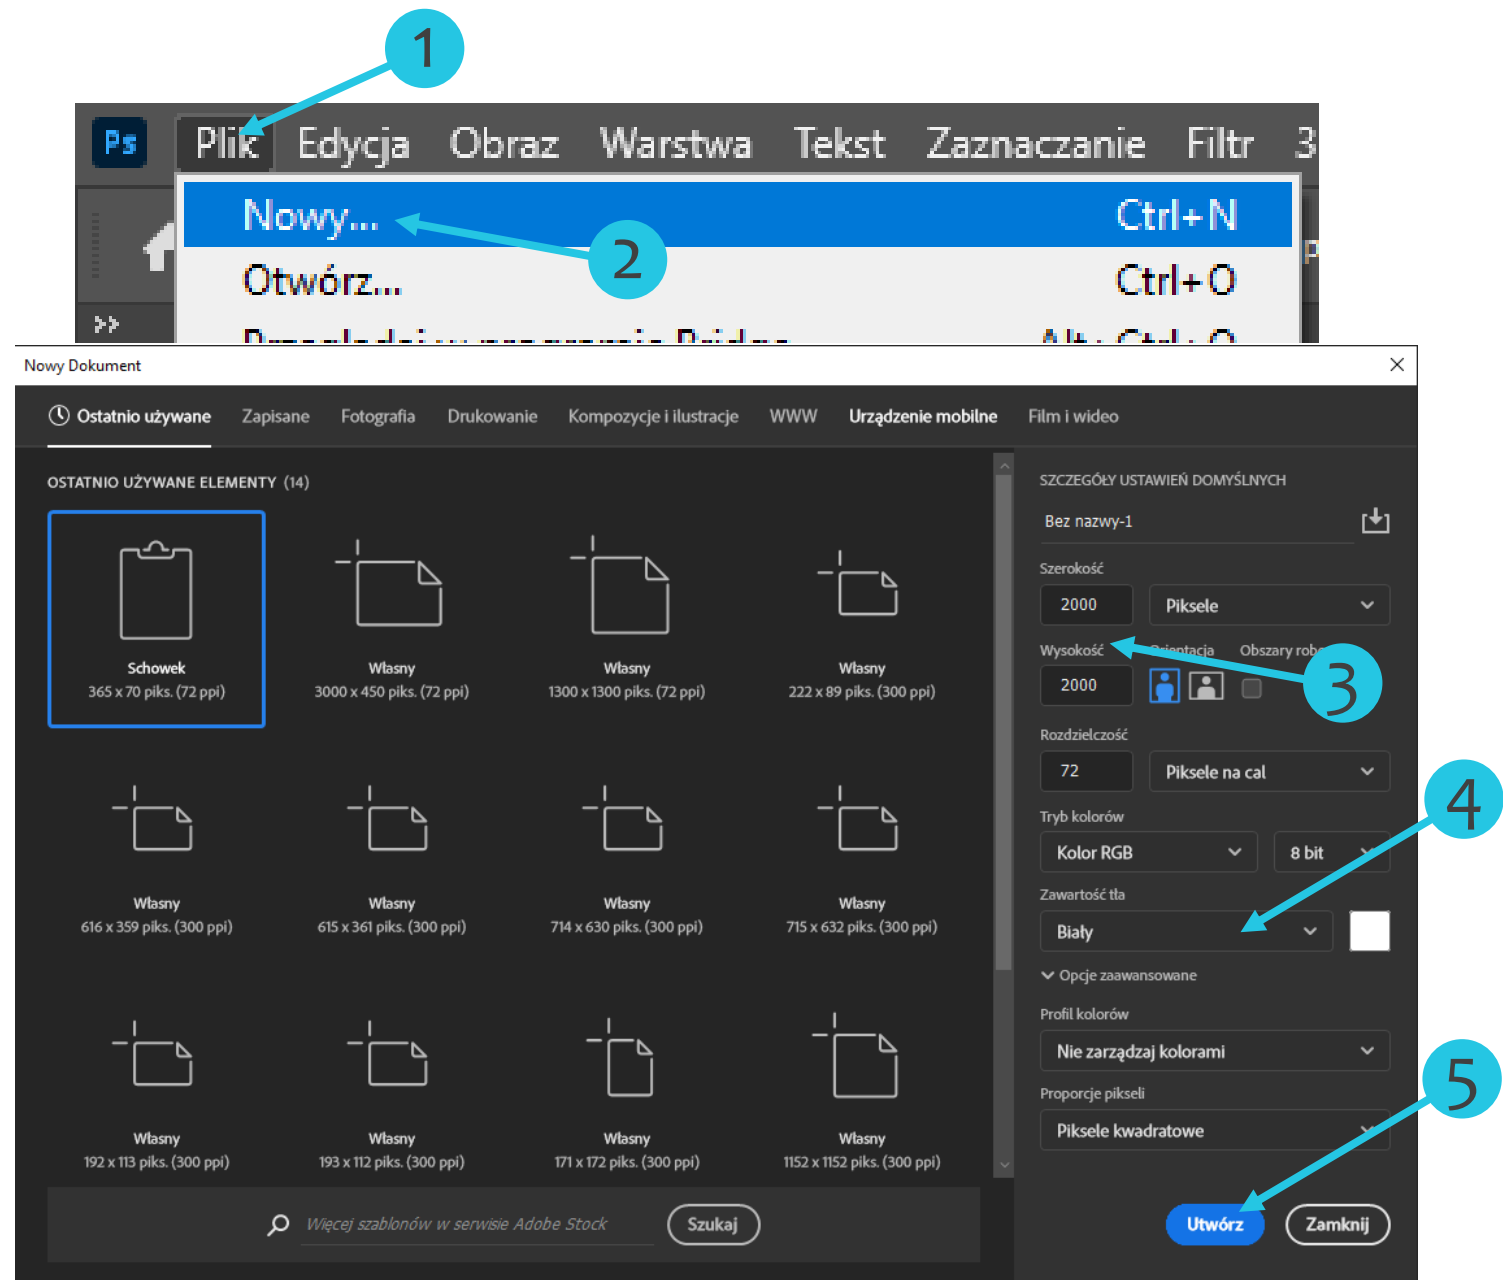 1
Ps Plik Edycja Obraz Warstwa Tekst Zaznaczanie Filtr 3
Nowy... Ctrl+N
2
Otwórz... Ctrl+O
Nowy Dokument
Ostatnio używane Zapisane Fotografia Drukowanie Kompozycje i ilustracje WWW Urządzenie mobilne Film i wideo
OSTATNIO UŻYWANE ELEMENTY (14)
Schowek
365 x 70 piks. (72 ppi)
Własny
3000 x 450 piks. (72 ppi)
Własny
1300 x 1300 piks. (72 ppi)
Własny
222 x 89 piks. (300 ppi)
Własny
616 x 359 piks. (300 ppi)
Własny
615 x 361 piks. (300 ppi)
Własny
714 x 630 piks. (300 ppi)
Własny
715 x 632 piks. (300 ppi)
Własny
192 x 113 piks. (300 ppi)
Własny
193 x 112 piks. (300 ppi)
Własny
171 x 172 piks. (300 ppi)
Własny
1152 x 1152 piks. (300 ppi)
Więcej szablonów w serwisie Adobe Stock Szukaj
SZCZEGÓŁY USTAWIEŃ DOMYŚLNYCH
Bez nazwy-1
Szerokość
2000 Piksele
Wysokość Orientacja Obszary
3
2000
Rozdzielczość
72 Piksele na cal
4
Tryb kolorów
Kolor RGB 8 bit
Zawartość tła
Biały
Opcje zaawansowane
Profil kolorów
Nie zarządzaj kolorami
5
Proporcje pikseli
Piksele kwadratowe
Utwórz Zamknij